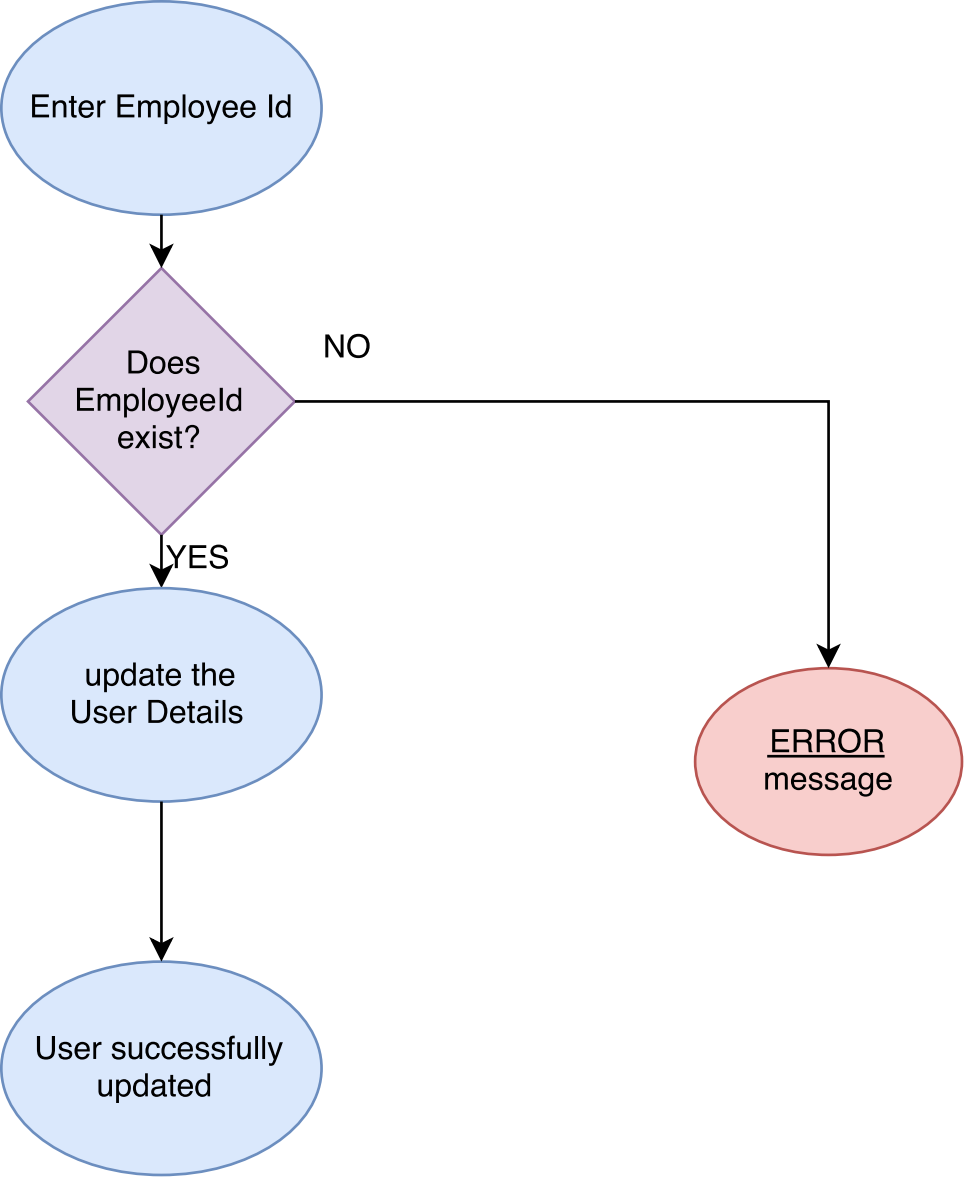 Enter Employee Id
Does
EmployeeId
exist?
NO
YES
update the
User Details
ERROR
message
User successfully
updated